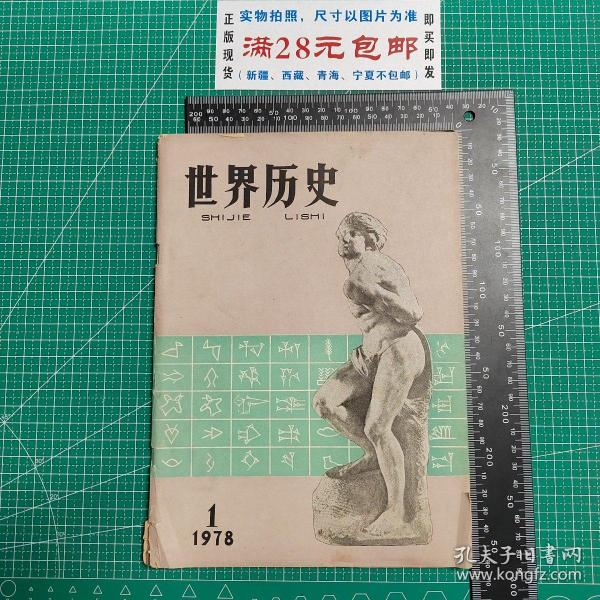 正版现货
实物拍照，尺寸以图片为准
满28元包邮
（新疆、西藏、青海、宁夏不包邮）
即买即发
世界历史
SHIJIE LISHI
1
1978
孔夫子旧书网
www.kongfz.com